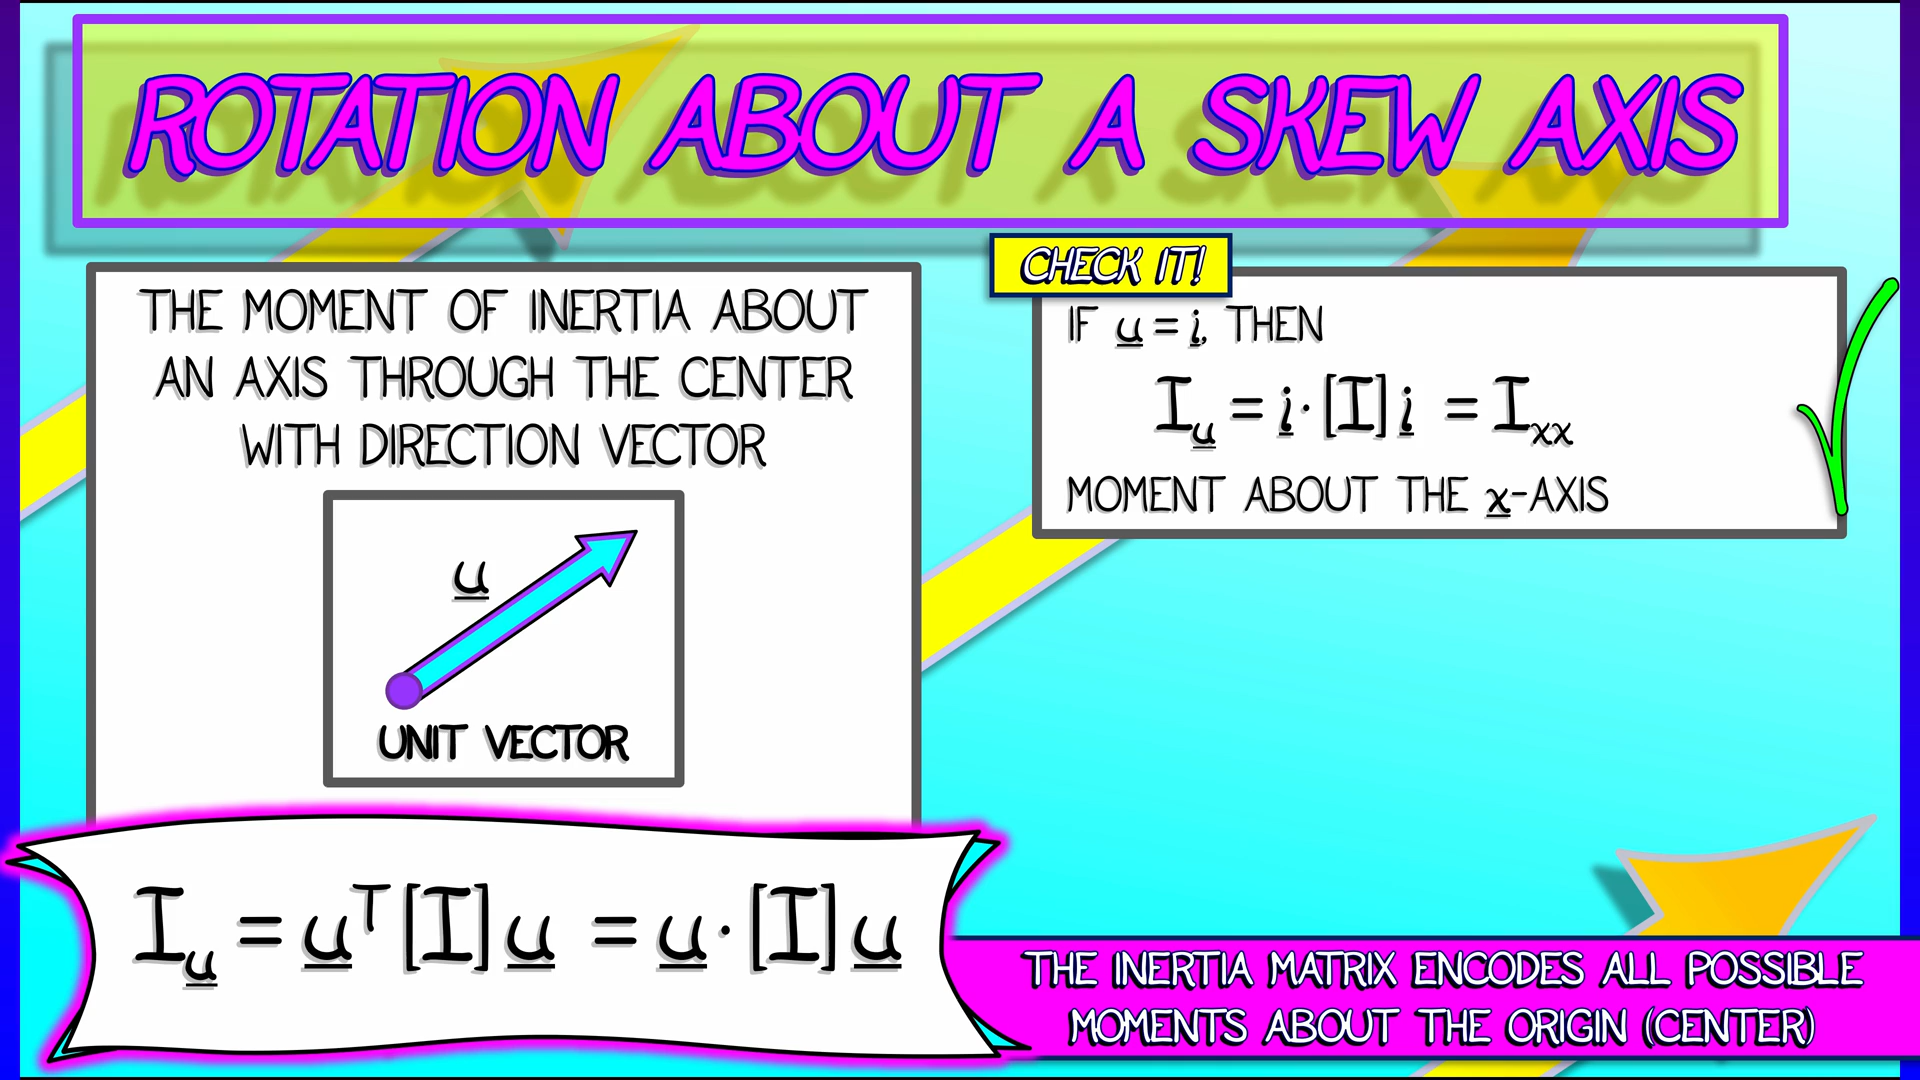 ROTATION ABOUT A SKEW AXIS
THE MOMENT OF INERTIA ABOUT
AN AXIS THROUGH THE CENTER
WITH DIRECTION VECTOR
u
UNIT VECTOR
I_u = u^T [I] u = u · [I] u
CHECK IT!
IF u = i, THEN
I_u = i · [I] i = I_xx
MOMENT ABOUT THE x-AXIS
THE INERTIA MATRIX ENCODES ALL POSSIBLE
MOMENTS ABOUT THE ORIGIN (CENTER)